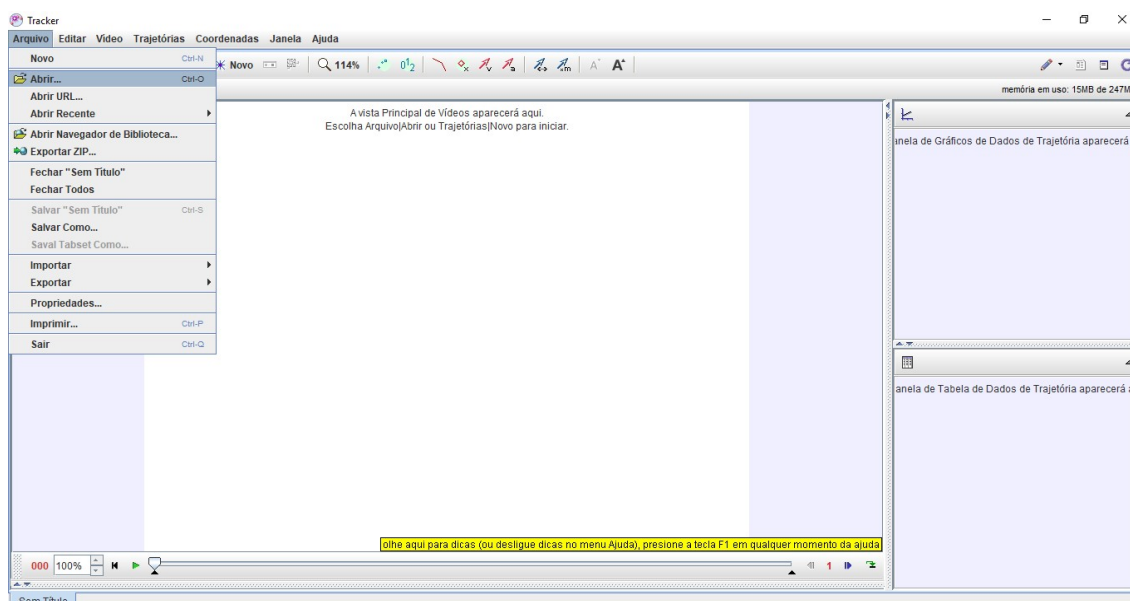 Tracker
Arquivo Editar Video Trajetórias Coordenadas Janela Ajuda
Novo Ctrl-N
Abrir... Ctrl-O
Abrir URL...
Abrir Recente
Abrir Navegador de Biblioteca...
Exportar ZIP...
Fechar "Sem Título"
Fechar Todos
Salvar "Sem Título" Ctrl-S
Salvar Como...
Saval Tabset Como...
Importar
Exportar
Propriedades...
Imprimir... Ctrl-P
Sair Ctrl-Q
Novo 114%
memória em uso: 15MB de 247M
A vista Principal de Vídeos aparecerá aqui.
Escolha Arquivo|Abrir ou Trajetórias|Novo para iniciar.
anela de Gráficos de Dados de Trajetória aparecerá
anela de Tabela de Dados de Trajetória aparecerá
olhe aqui para dicas (ou desligue dicas no menu Ajuda), presione a tecla F1 em qualquer momento da ajuda
000 100% 1
Sem Título